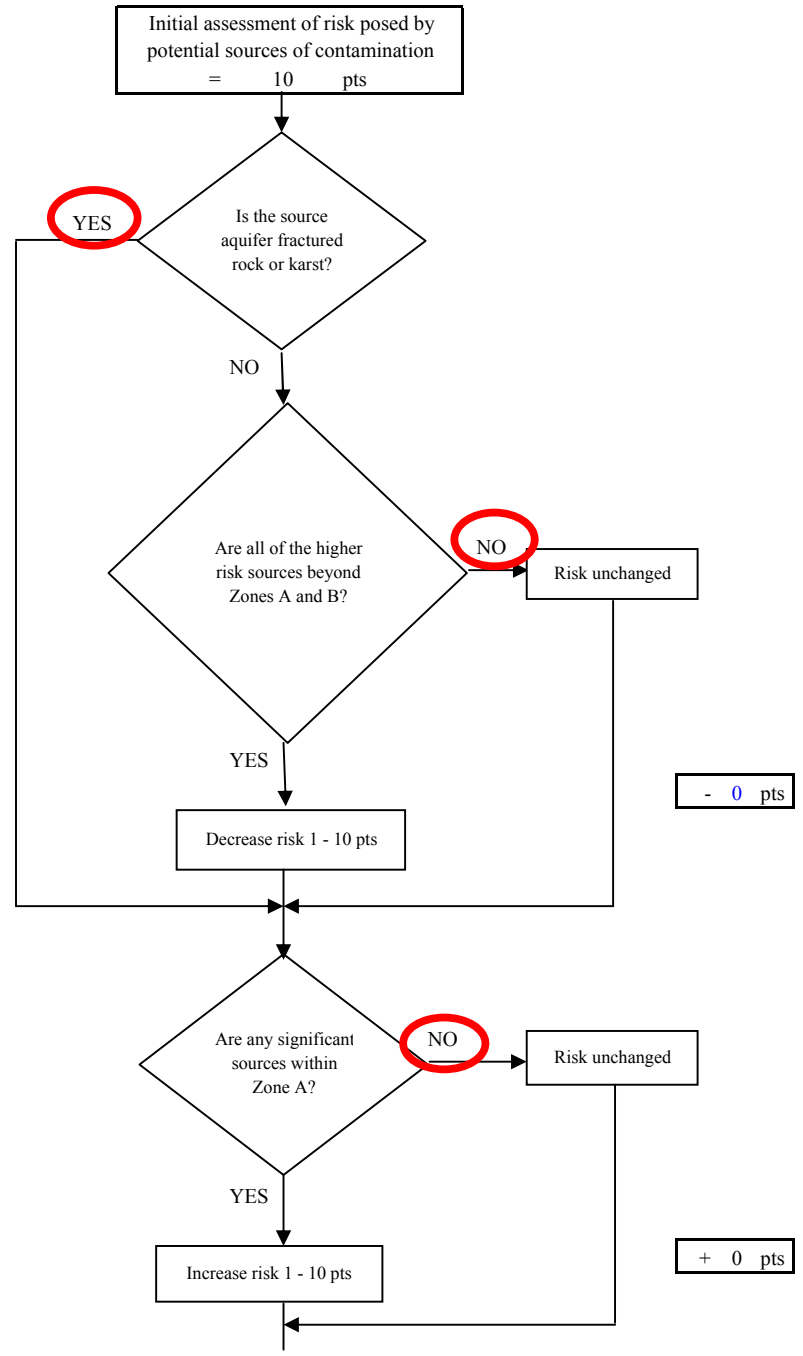 Initial assessment of risk posed by
potential sources of contamination
= 10 pts
YES
Is the source
aquifer fractured
rock or karst?
NO
Are all of the higher
risk sources beyond
Zones A and B?
NO
Risk unchanged
YES
- 0 pts
Decrease risk 1 - 10 pts
Are any significant
sources within
Zone A?
NO
Risk unchanged
YES
+ 0 pts
Increase risk 1 - 10 pts